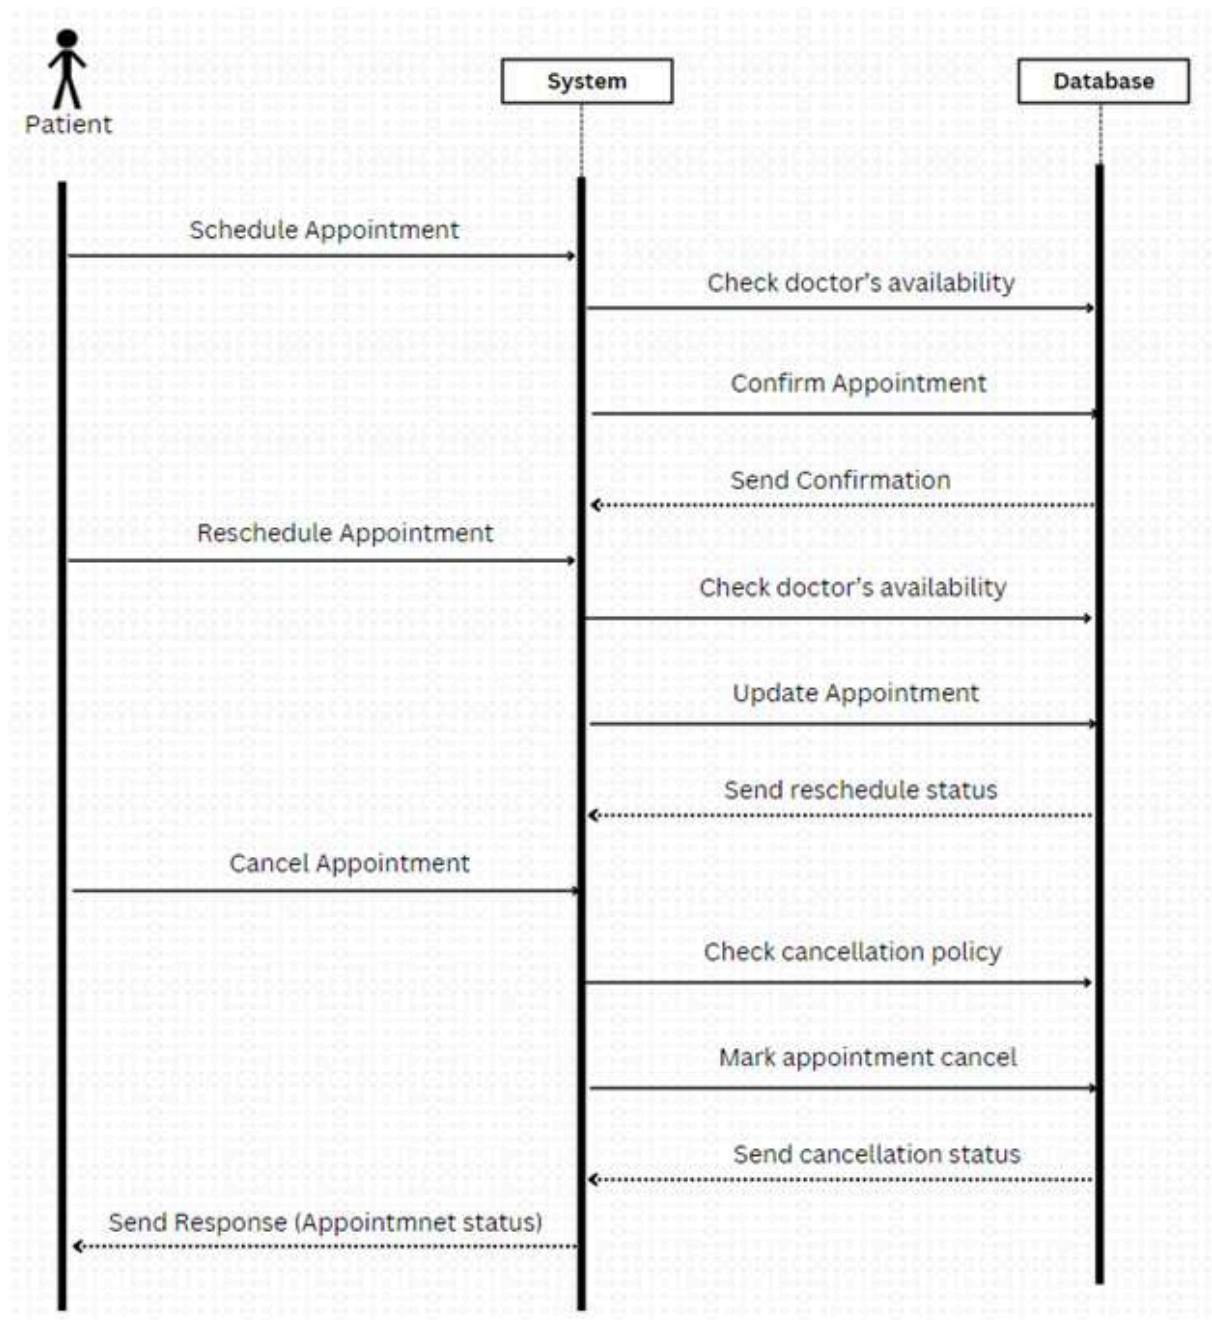 System
Database
Patient
Schedule Appointment
Check doctor's availability
Confirm Appointment
Send Confirmation
Reschedule Appointment
Check doctor's availability
Update Appointment
Send reschedule status
Cancel Appointment
Check cancellation policy
Mark appointment cancel
Send cancellation status
Send Response (Appointmnet status)